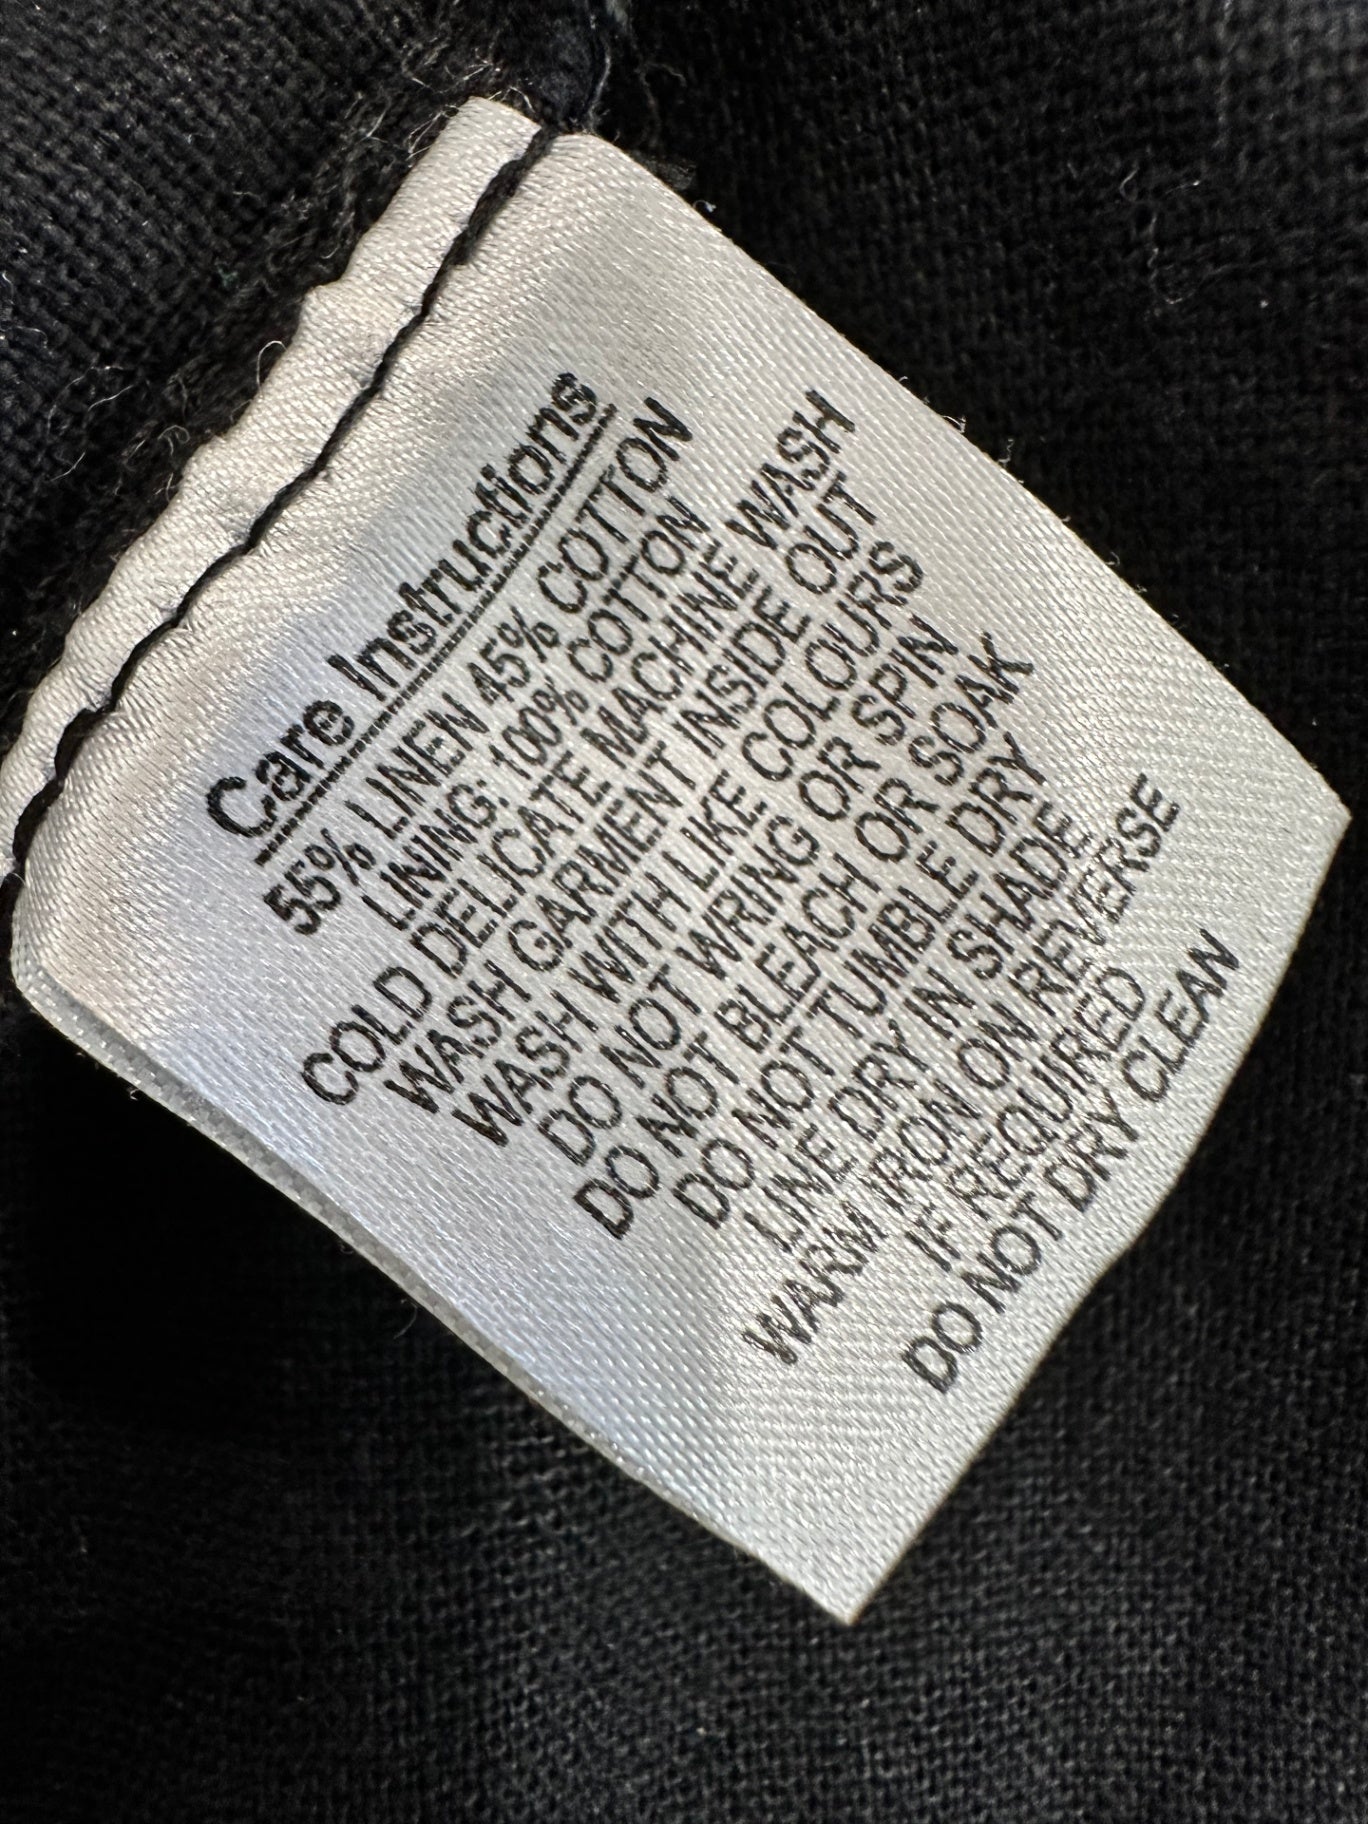 Care Instructions
55% LINEN 45% COTTON
LINING: 100% COTTON
COLD DELICATE MACHINE WASH
WASH GARMENT INSIDE OUT
WASH WITH LIKE COLOURS
DO NOT WRING OR SPIN
DO NOT BLEACH OR SOAK
DO NOT TUMBLE DRY
LINE DRY IN SHADE
WARM IRON ON REVERSE
IF REQUIRED
DO NOT DRY CLEAN